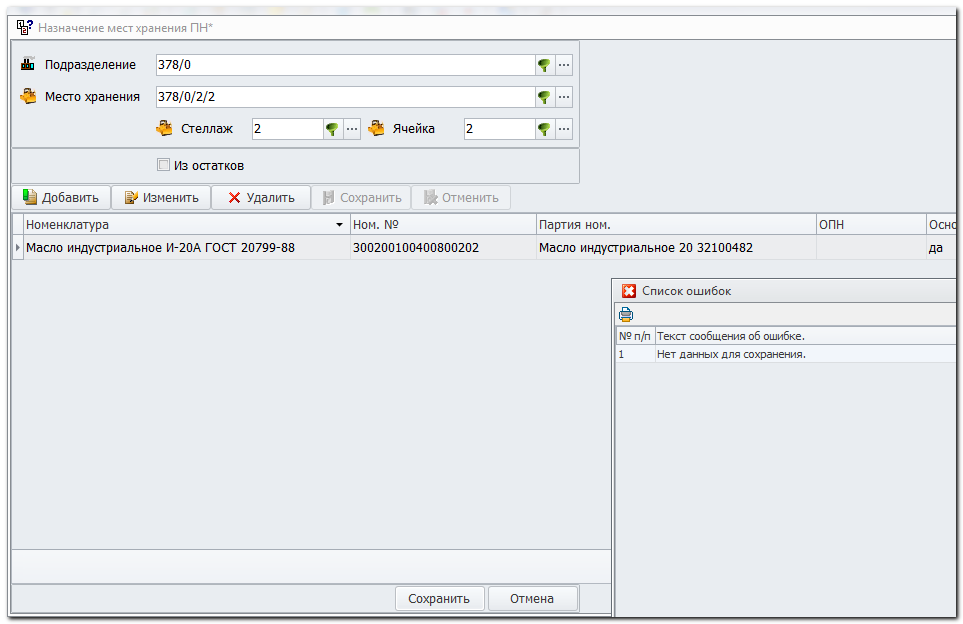 Назначение мест хранения ПН*
Подразделение 378/0
Место хранения 378/0/2/2
Стеллаж 2 Ячейка 2
Из остатков
Добавить Изменить Удалить Сохранить Отменить
Номенклатура Ном. № Партия ном. ОПН Осно
Масло индустриальное И-20А ГОСТ 20799-88 300200100400800202 Масло индустриальное 20 32100482 да
Список ошибок
№ п/п Текст сообщения об ошибке.
1 Нет данных для сохранения.
Сохранить Отмена